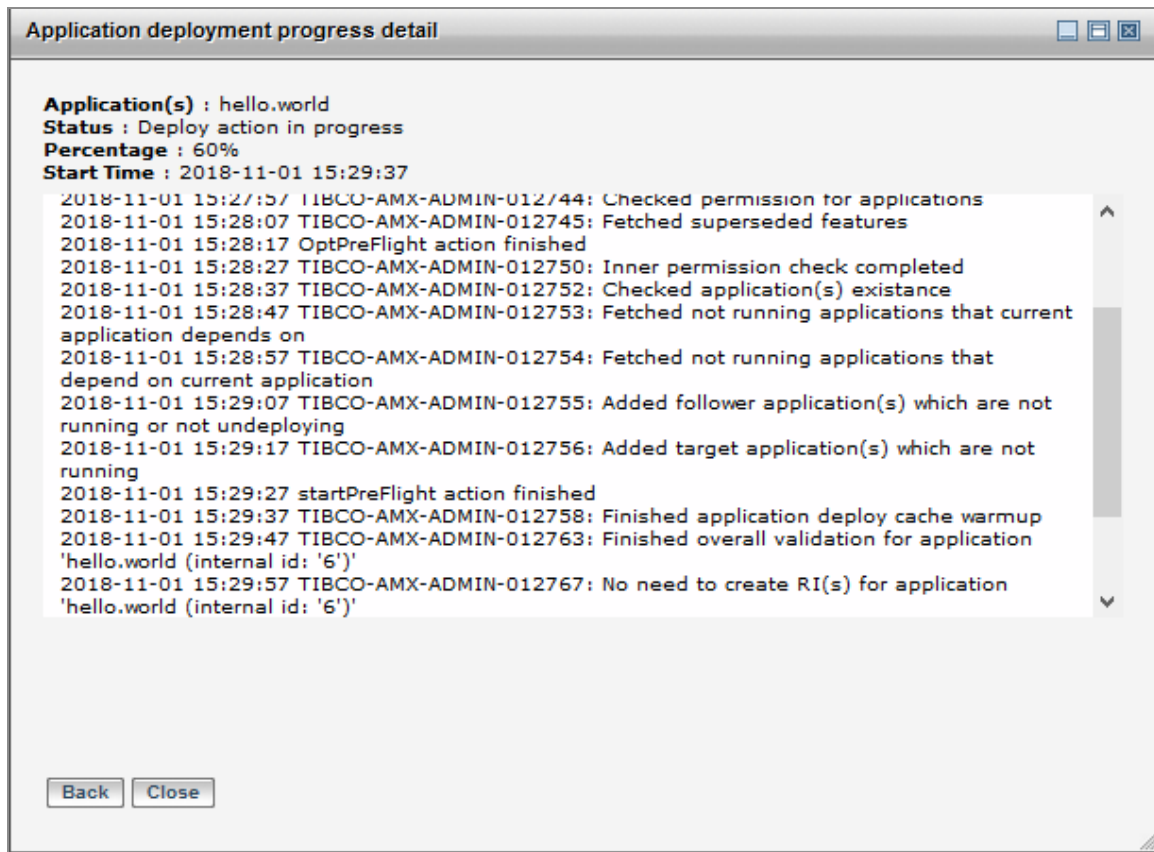 Application deployment progress detail
Application(s) : hello.world
Status : Deploy action in progress
Percentage : 60%
Start Time : 2018-11-01 15:29:37
2018-11-01 15:27:57 TIBCO-AMX-ADMIN-012744: Checked permission for applications
2018-11-01 15:28:07 TIBCO-AMX-ADMIN-012745: Fetched superseded features
2018-11-01 15:28:17 OptPreFlight action finished
2018-11-01 15:28:27 TIBCO-AMX-ADMIN-012750: Inner permission check completed
2018-11-01 15:28:37 TIBCO-AMX-ADMIN-012752: Checked application(s) existance
2018-11-01 15:28:47 TIBCO-AMX-ADMIN-012753: Fetched not running applications that current
application depends on
2018-11-01 15:28:57 TIBCO-AMX-ADMIN-012754: Fetched not running applications that
depend on current application
2018-11-01 15:29:07 TIBCO-AMX-ADMIN-012755: Added follower application(s) which are not
running or not undeploying
2018-11-01 15:29:17 TIBCO-AMX-ADMIN-012756: Added target application(s) which are not
running
2018-11-01 15:29:27 startPreFlight action finished
2018-11-01 15:29:37 TIBCO-AMX-ADMIN-012758: Finished application deploy cache warmup
2018-11-01 15:29:47 TIBCO-AMX-ADMIN-012763: Finished overall validation for application
'hello.world (internal id: '6')'
2018-11-01 15:29:57 TIBCO-AMX-ADMIN-012767: No need to create RI(s) for application
'hello.world (internal id: '6')'
Back Close